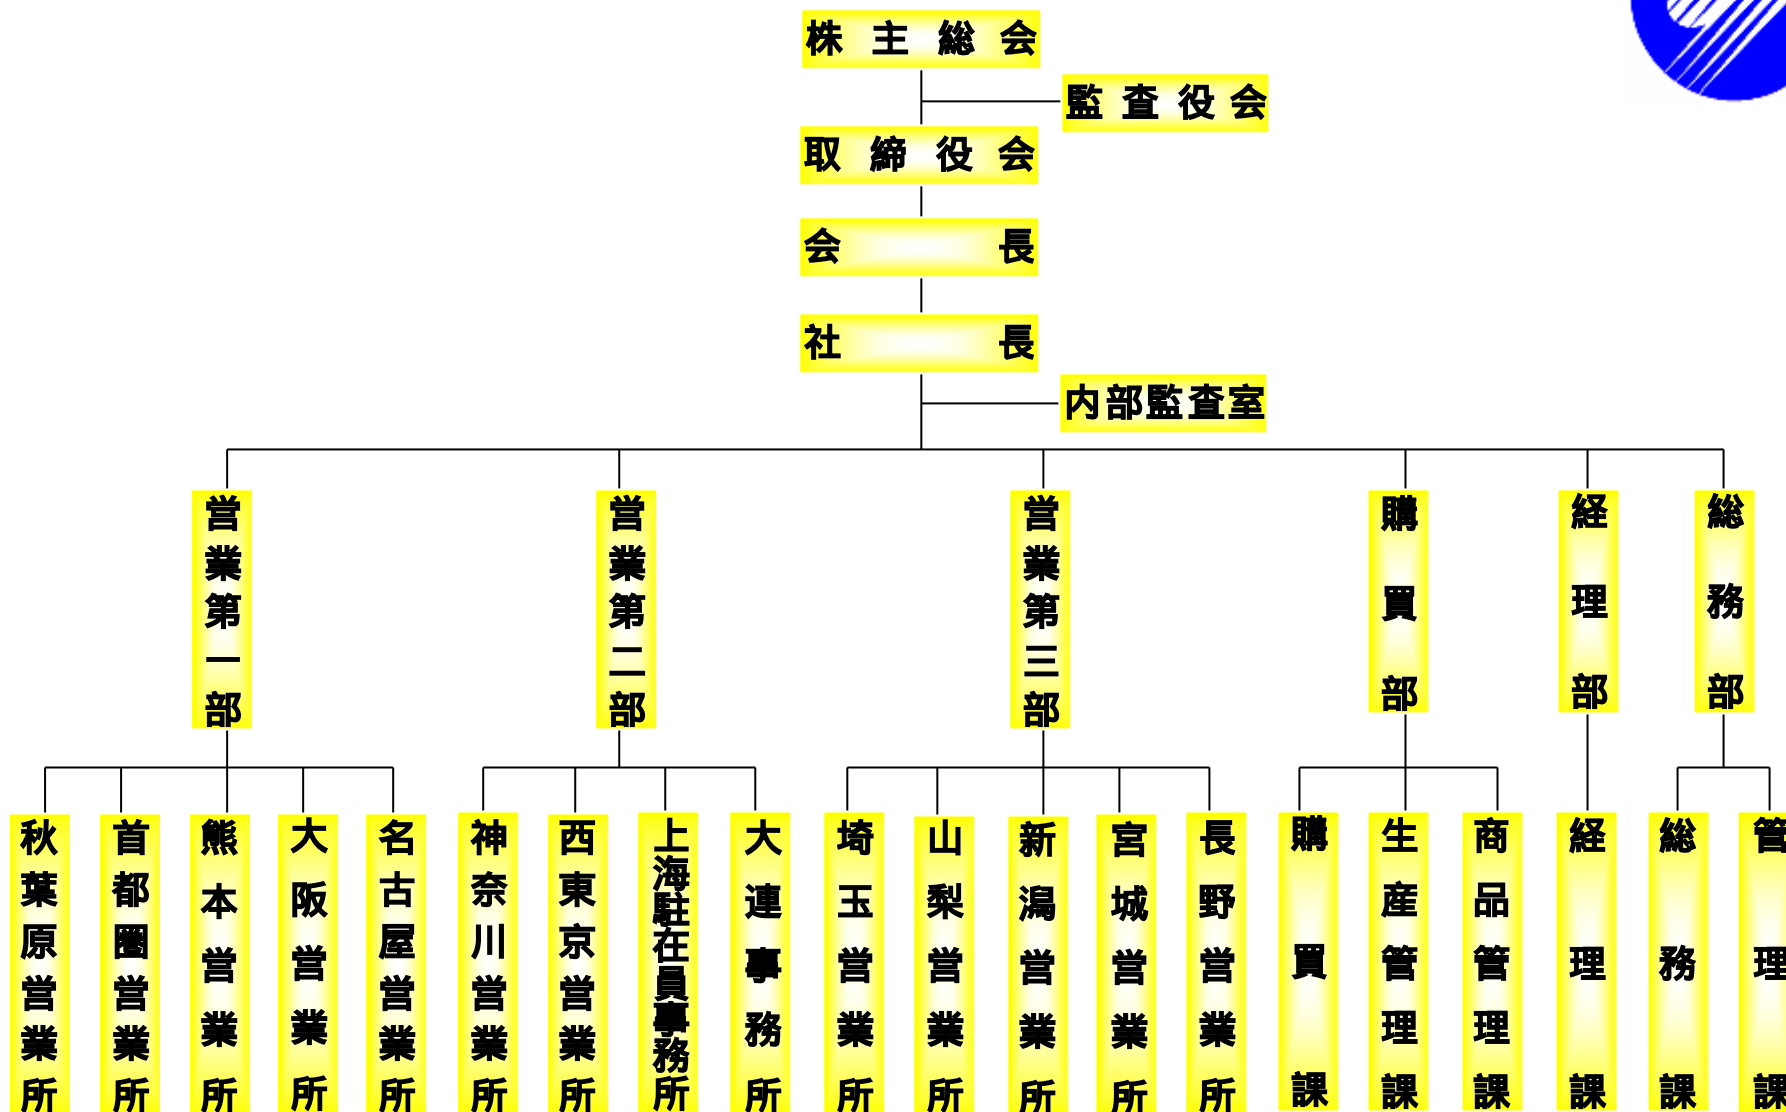 株主総会
監査役会
取締役会
会長
社長
内部監査室
営業第一部
営業第二部
営業第三部
購買部
経理部
総務部
秋葉原営業所
首都圏営業所
熊本営業所
大阪営業所
名古屋営業所
神奈川営業所
西東京営業所
上海駐在員事務所
大連事務所
埼玉営業所
山梨営業所
新潟営業所
宮城営業所
長野営業所
購買課
生産管理課
商品管理課
経理課
総務課
管理課